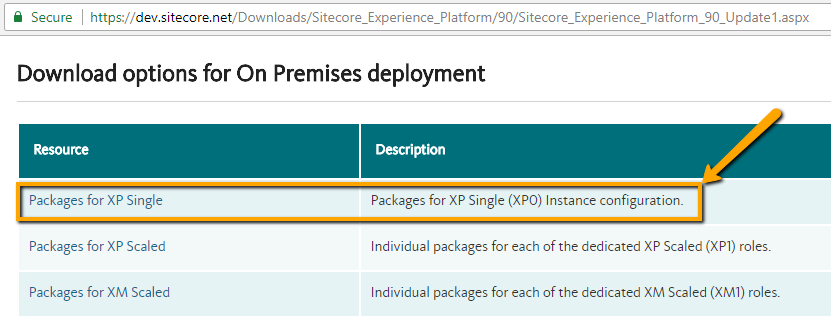 Secure https://dev.sitecore.net/Downloads/Sitecore_Experience_Platform/90/Sitecore_Experience_Platform_90_Update1.aspx
Download options for On Premises deployment
Resource Description
Packages for XP Single Packages for XP Single (XP0) Instance configuration.
Packages for XP Scaled Individual packages for each of the dedicated XP Scaled (XP1) roles.
Packages for XM Scaled Individual packages for each of the dedicated XM Scaled (XM1) roles.